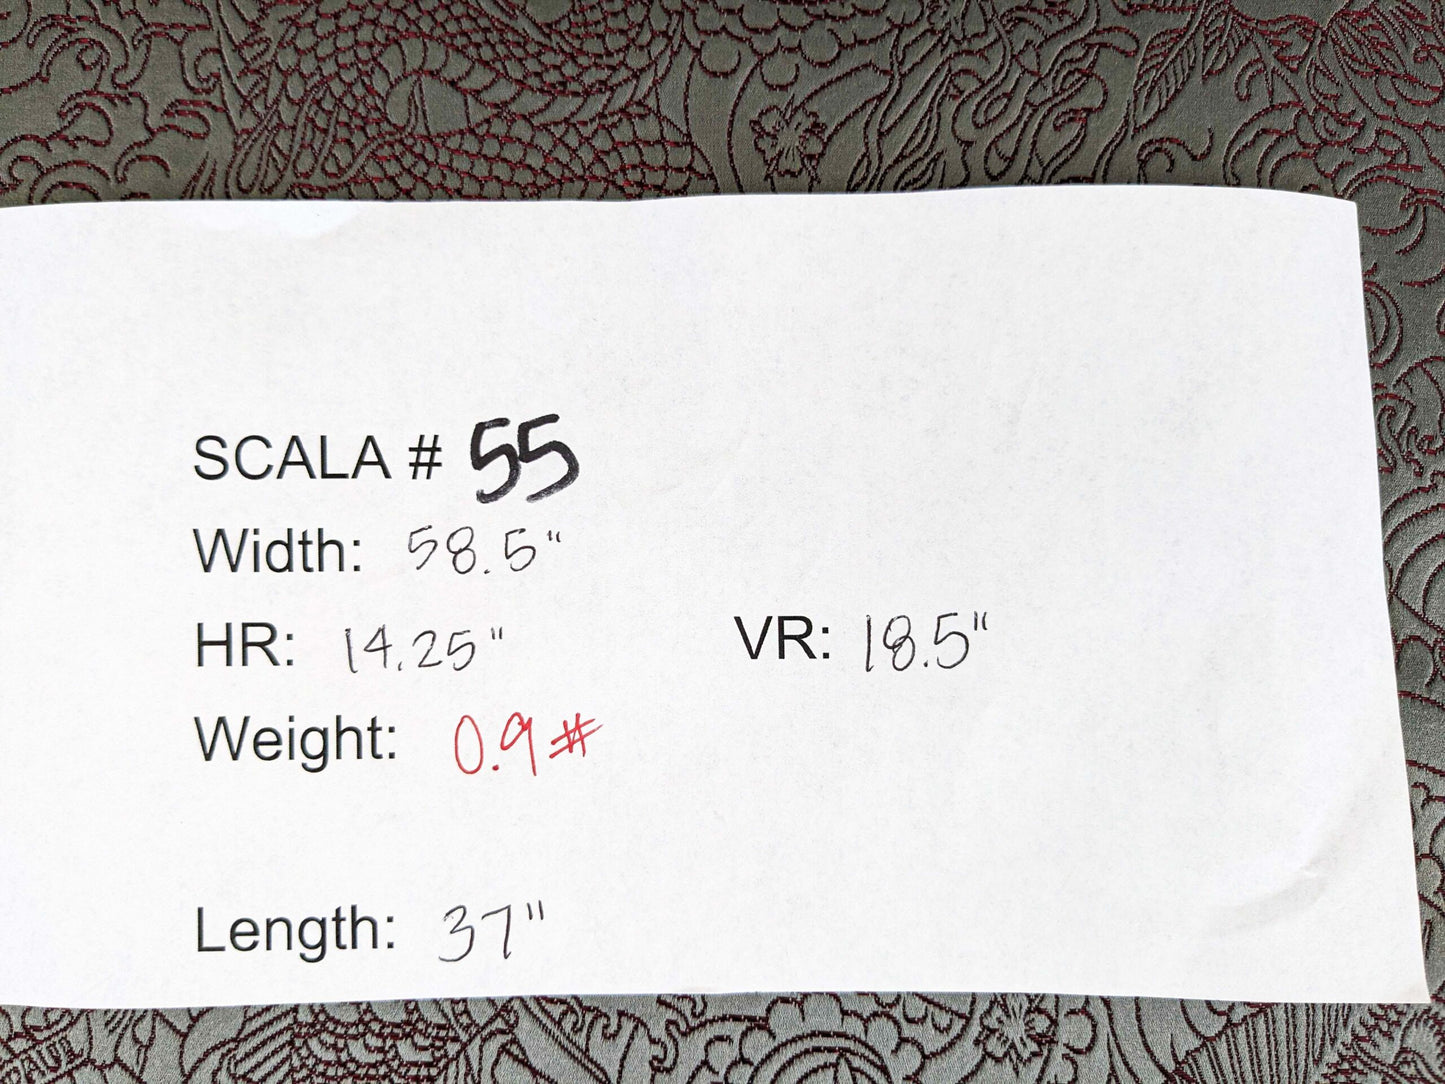 SCALA # 55
Width: 58.5"
HR: 14.25" VR: 18.5"
Weight: 0.9#
Length: 37"